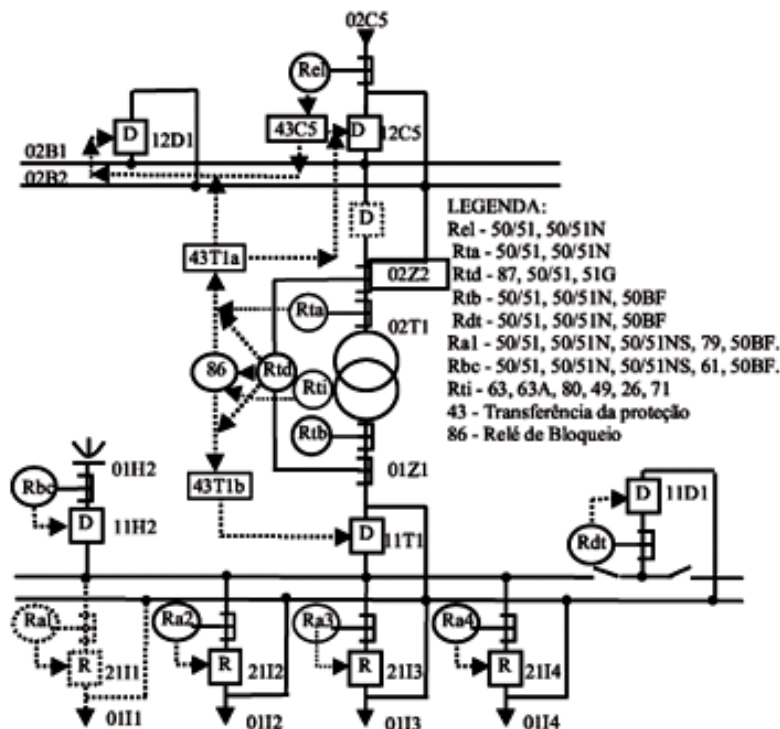 02C5
Rel
D
12D1
43C5
D
12C5
02B1
02B2
D
LEGENDA:
Rel - 50/51, 50/51N
Rta - 50/51, 50/51N
Rtd - 87, 50/51, 51G
Rtb - 50/51, 50/51N, 50BF
Rdt - 50/51, 50/51N, 50BF
Ra1 - 50/51, 50/51N, 50/51NS, 79, 50BF.
Rbc - 50/51, 50/51N, 50/51NS, 61, 50BF.
Rti - 63, 63A, 80, 49, 26, 71
43 - Transferência da proteção
86 - Relé de Bloqueio
43T1a
02Z2
Rta
02T1
86
Rtd
Rti
Rtb
01Z1
43T1b
01H2
Rbc
D
11H2
D
11T1
D
11D1
Rdt
Ra1
R
21I1
01I1
Ra2
R
21I2
01I2
Ra3
R
21I3
01I3
Ra4
R
21I4
01I4